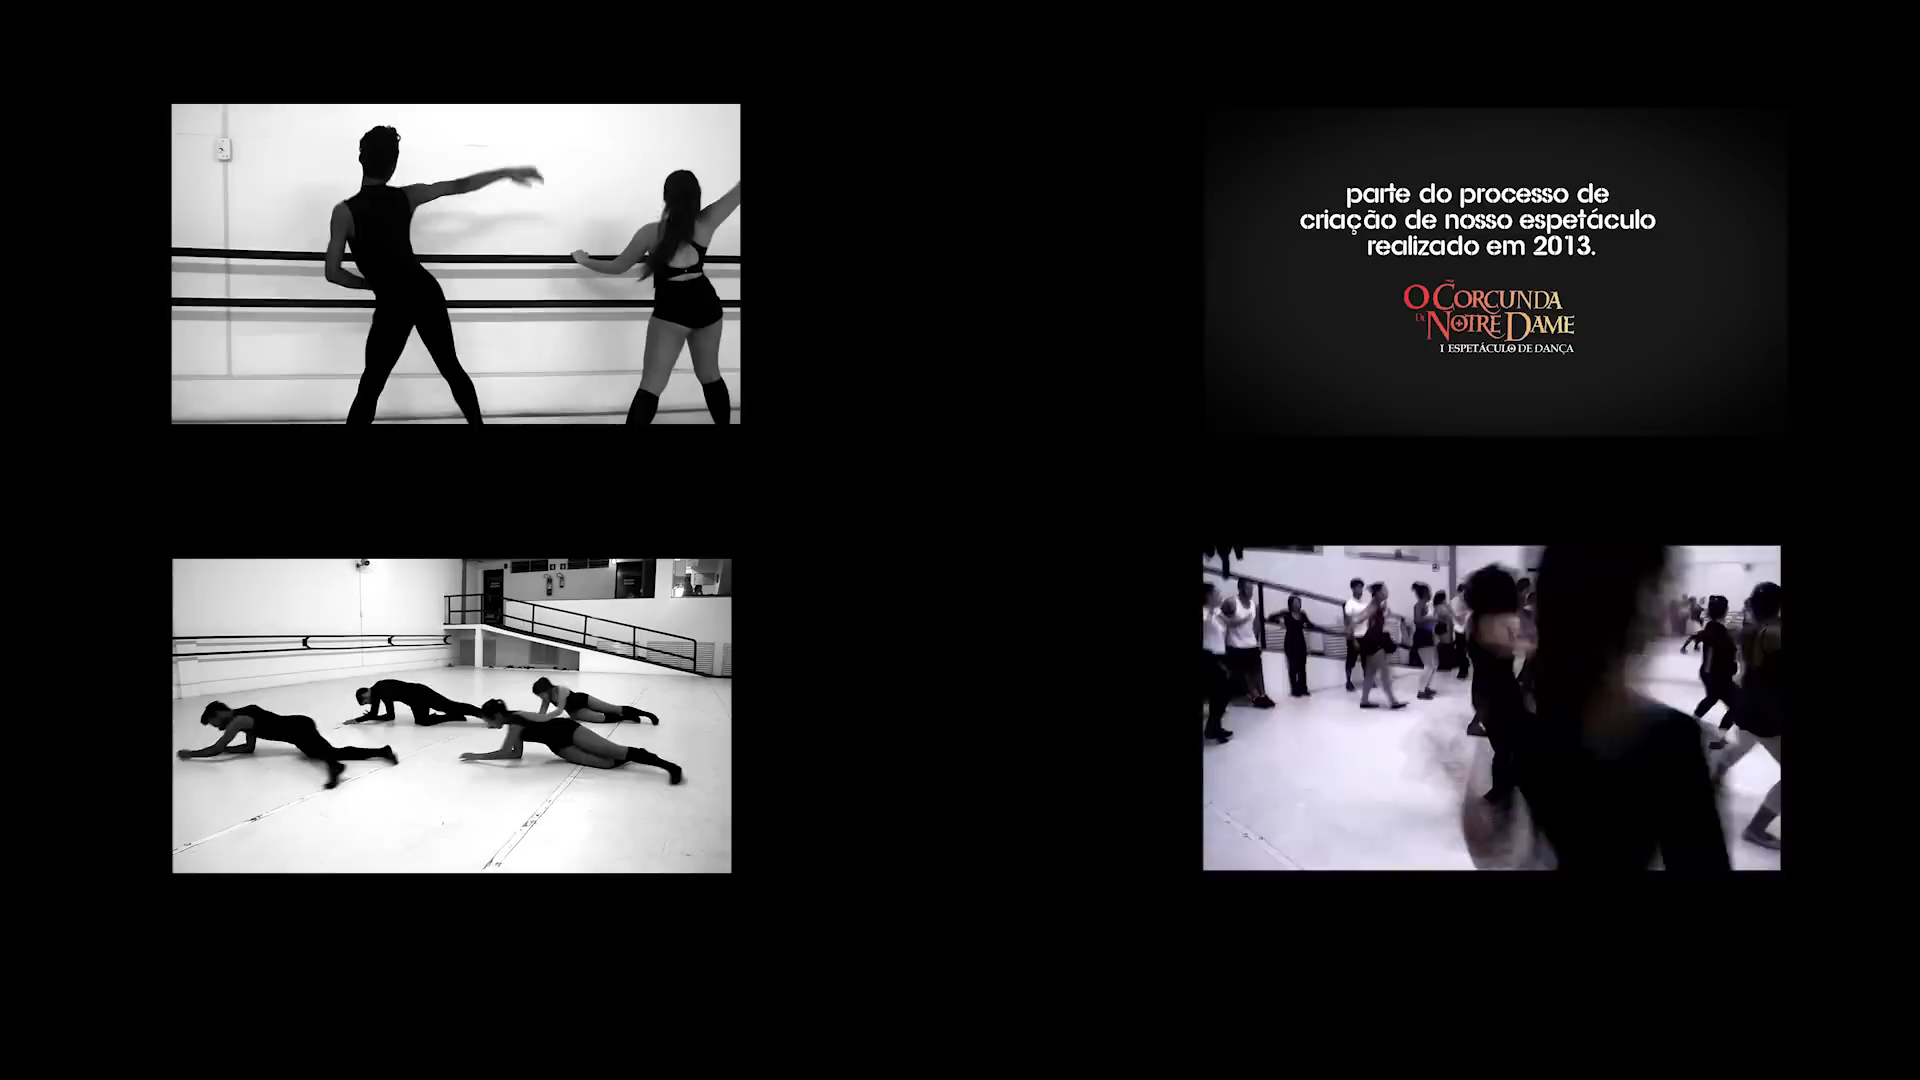 parte do processo de
criação de nosso espetáculo
realizado em 2013.
O CORCUNDA
DE NOTRE DAME
I ESPETÁCULO DE DANÇA